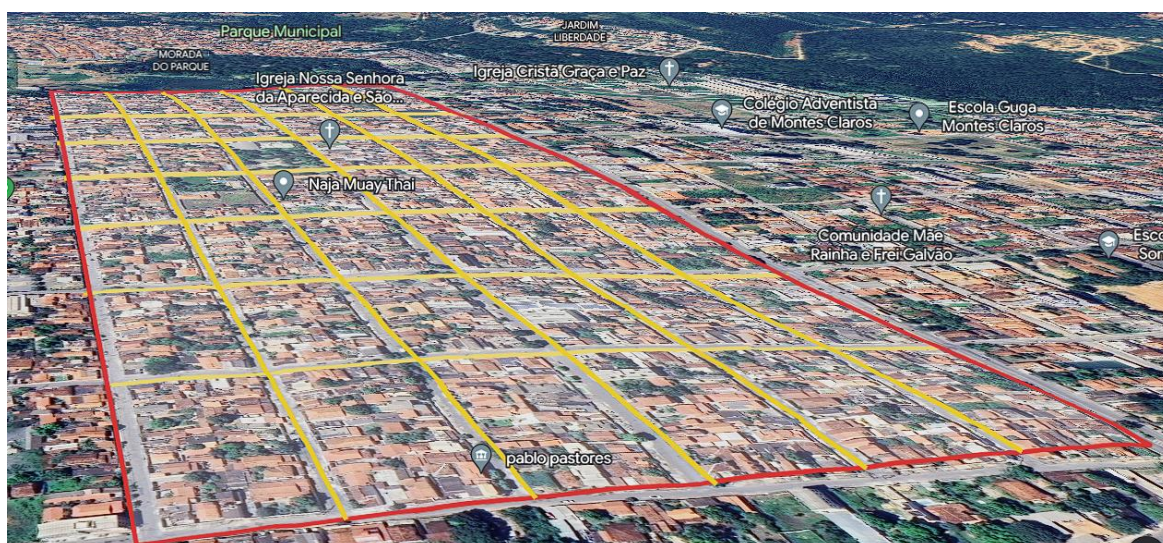 Parque Municipal
JARDIM
LIBERDADE
MORADA
DO PARQUE
Igreja Nossa Senhora
da Aparecida e São...
Igreja Cristã Graça e Paz
Colégio Adventista
de Montes Claros
Escola Guga
Montes Claros
Naja Muay Thai
Comunidade Mãe
Rainha e Frei Galvão
Esco
Son
pablo pastores